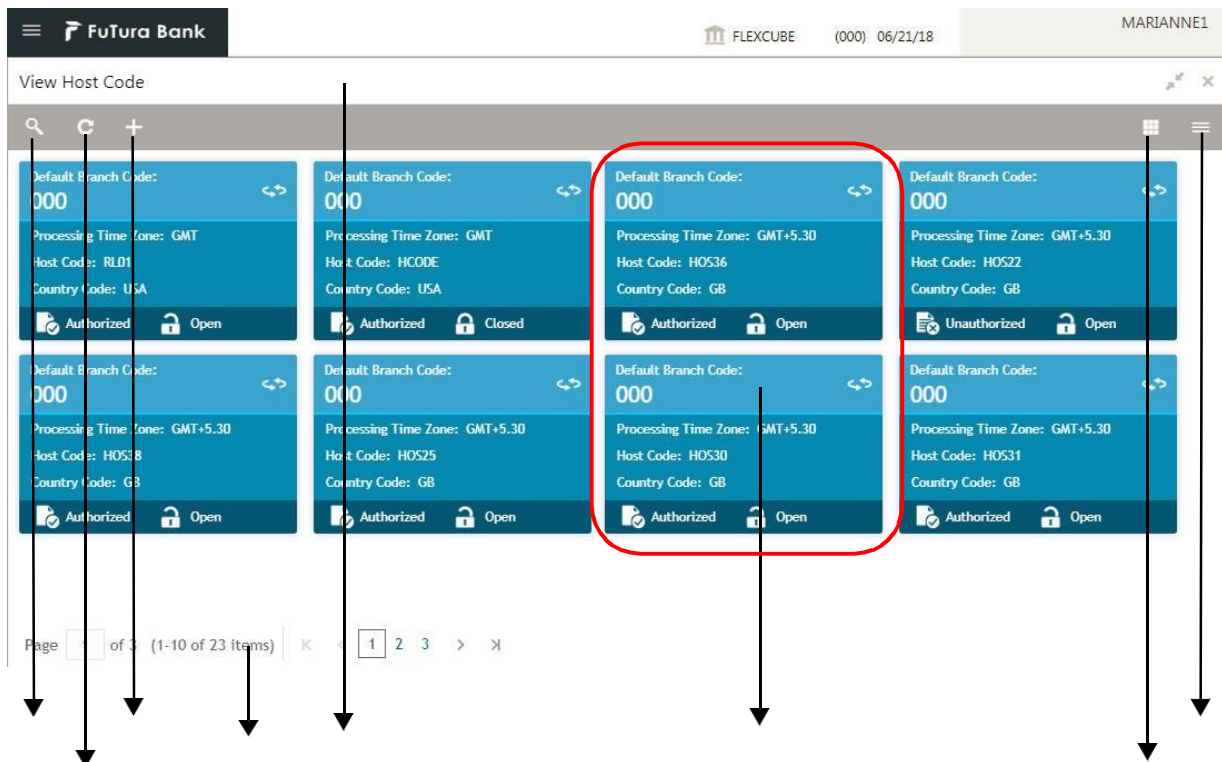 FuTura Bank
FLEXCUBE (000) 06/21/18
MARIANNE1
View Host Code
Default Branch Code:
000
Processing Time Zone: GMT
Host Code: RL01
Country Code: USA
Authorized Open
Default Branch Code:
000
Processing Time Zone: GMT
Host Code: HCODE
Country Code: USA
Authorized Closed
Default Branch Code:
000
Processing Time Zone: GMT+5.30
Host Code: HOS36
Country Code: GB
Authorized Open
Default Branch Code:
000
Processing Time Zone: GMT+5.30
Host Code: HOS22
Country Code: GB
Unauthorized Open
Default Branch Code:
000
Processing Time Zone: GMT+5.30
Host Code: HOS38
Country Code: GB
Authorized Open
Default Branch Code:
000
Processing Time Zone: GMT+5.30
Host Code: HOS25
Country Code: GB
Authorized Open
Default Branch Code:
000
Processing Time Zone: GMT+5.30
Host Code: HOS30
Country Code: GB
Authorized Open
Default Branch Code:
000
Processing Time Zone: GMT+5.30
Host Code: HOS31
Country Code: GB
Authorized Open
Page 1 of 3 (1-10 of 23 items) 1 2 3